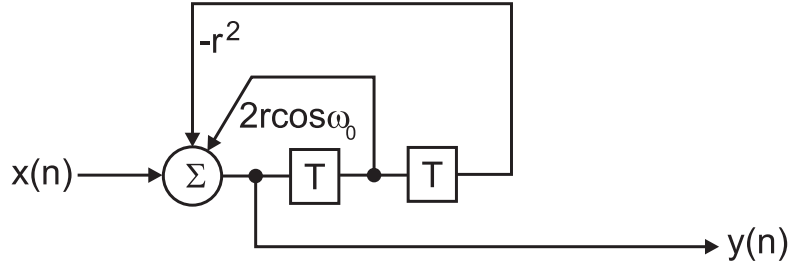 -r²
2rcosω₀
x(n)
Σ
T
T
y(n)